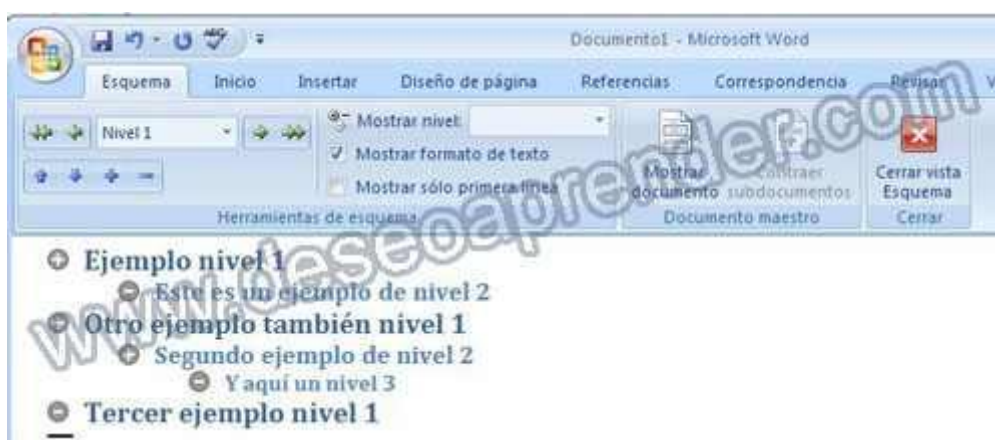 Documento1 - Microsoft Word
Esquema Inicio Insertar Diseño de página Referencias Correspondencia Revisar V
Nivel 1
Mostrar nivel:
Mostrar formato de texto
Mostrar sólo primera línea
Mostrar documento
Contraer subdocumentos
Cerrar vista Esquema
Herramientas de esquema
Documento maestro
Cerrar
Ejemplo nivel 1
Este es un ejemplo de nivel 2
Otro ejemplo también nivel 1
Segundo ejemplo de nivel 2
Y aquí un nivel 3
Tercer ejemplo nivel 1
www.deseoaprender.com